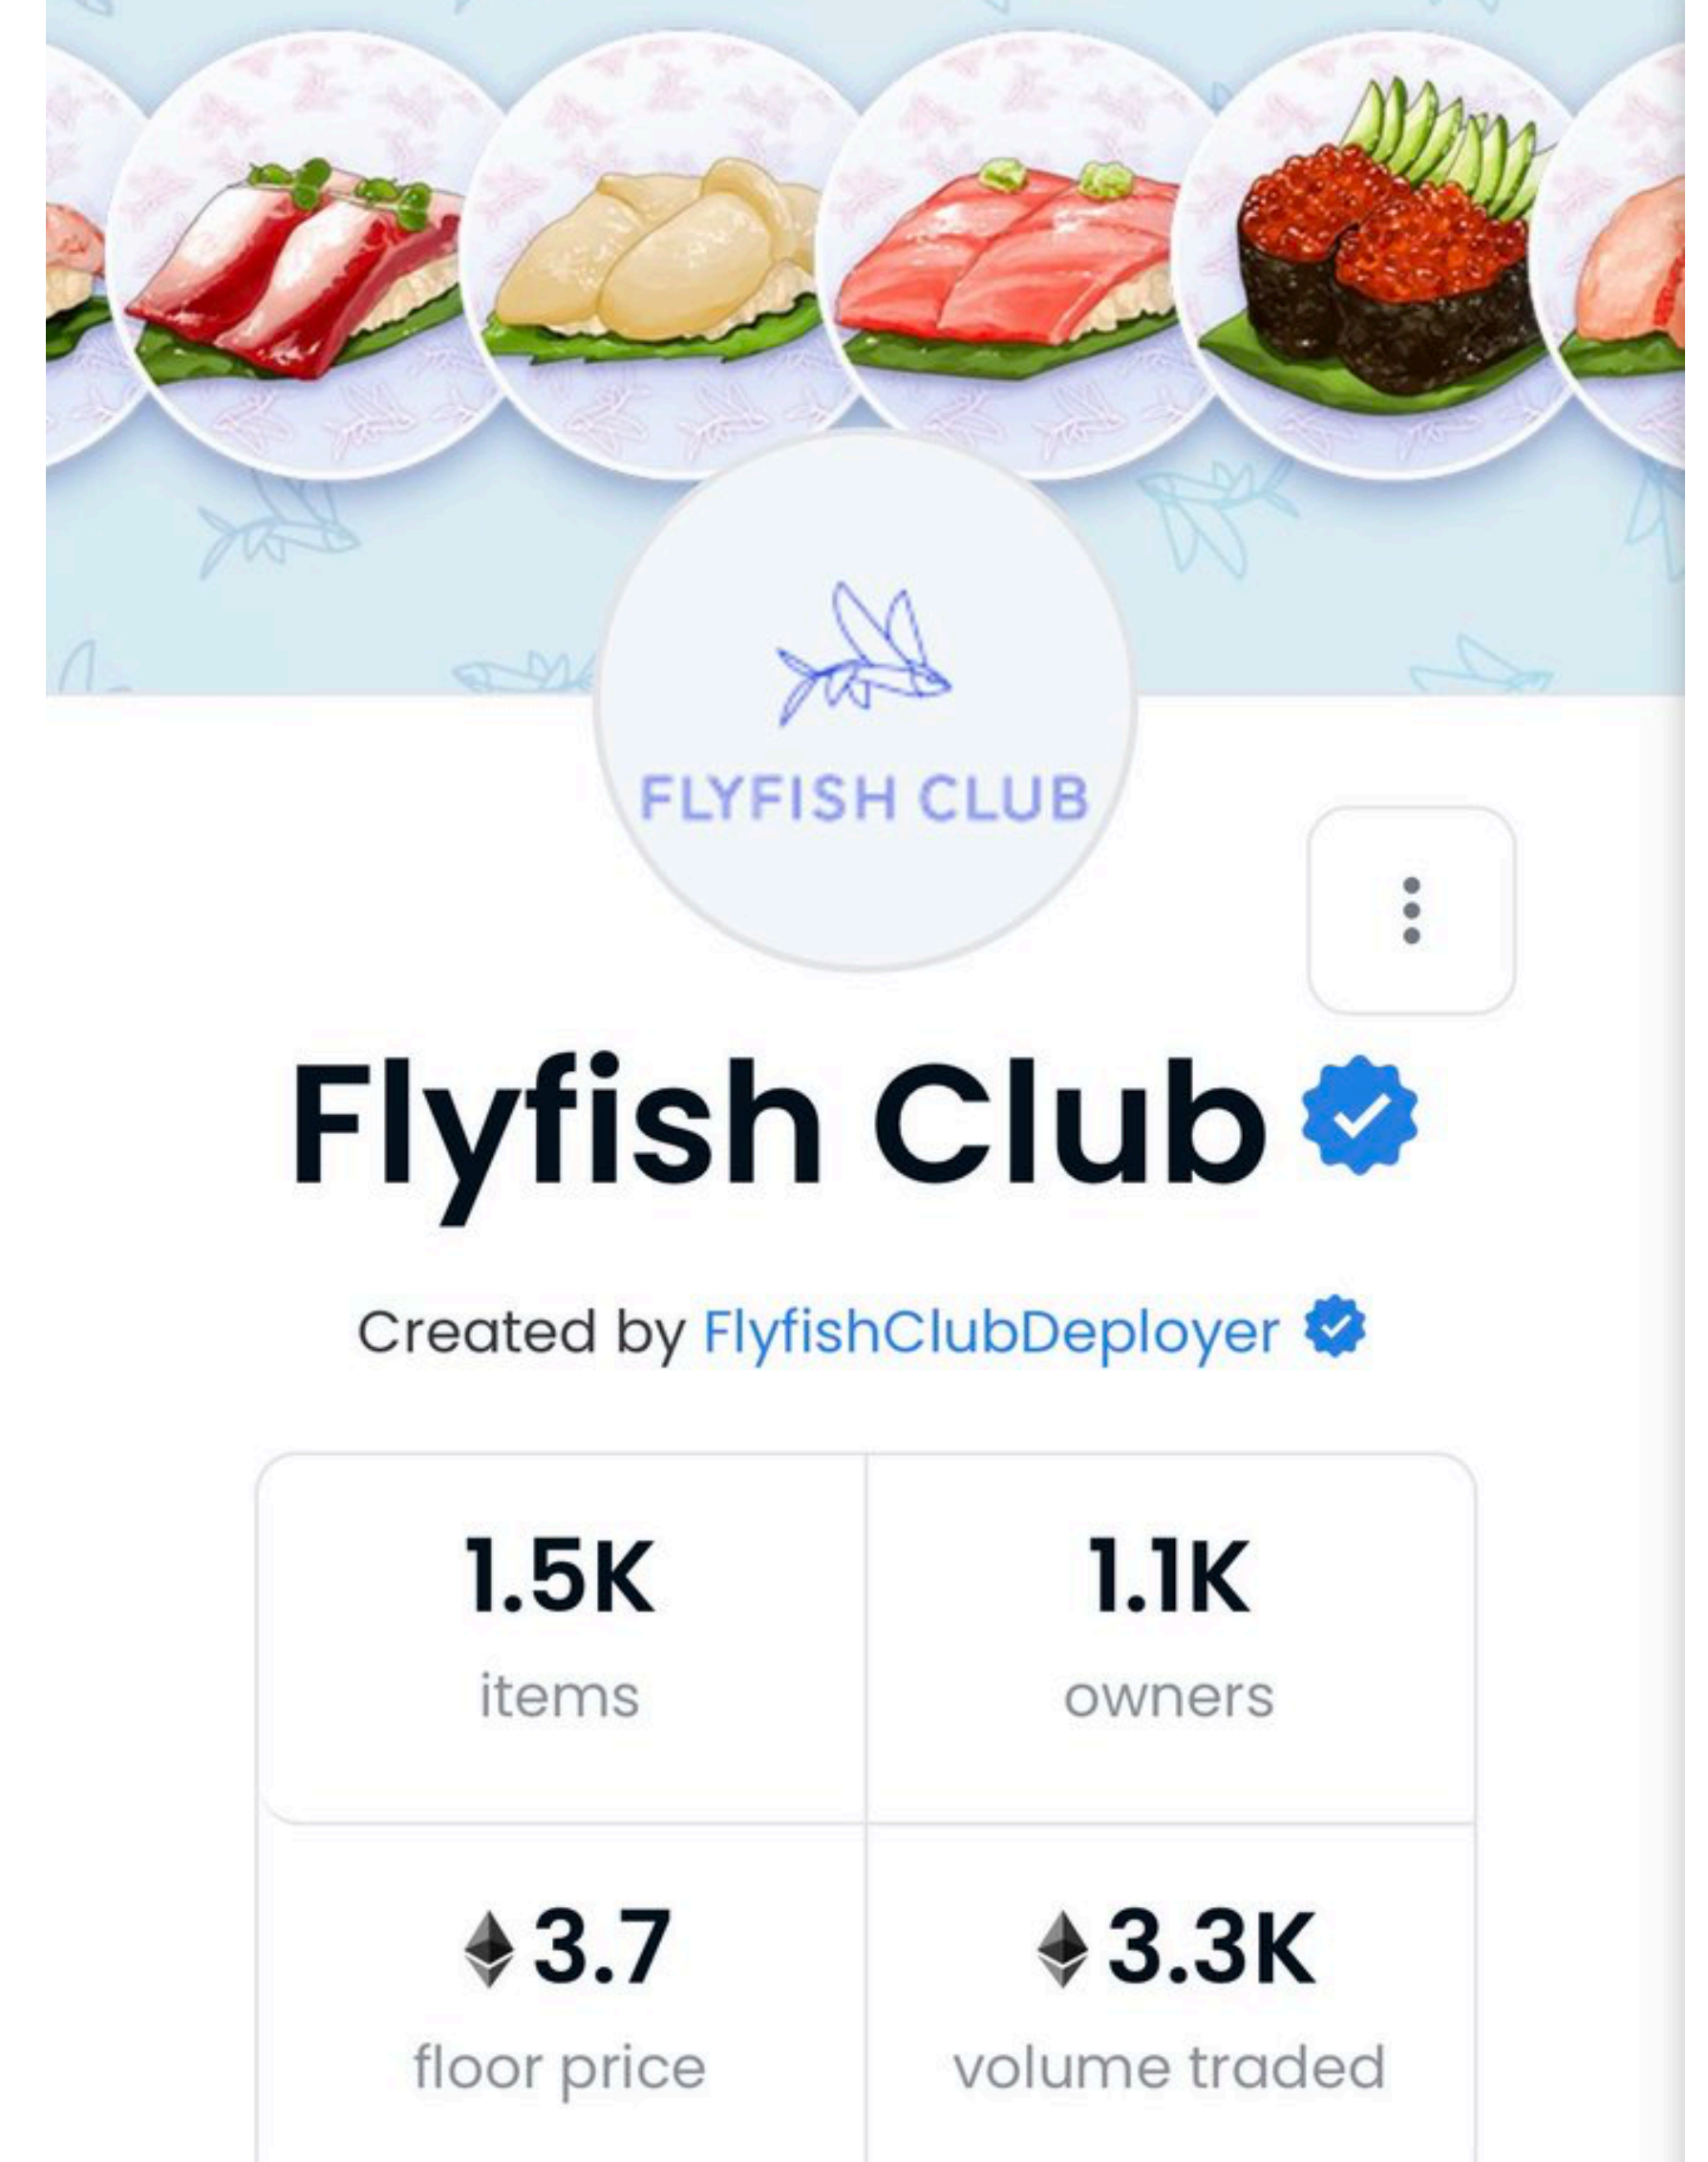 FLYFISH CLUB
Flyfish Club
Created by FlyfishClubDeployer
1.5K
items
1.1K
owners
3.7
floor price
3.3K
volume traded